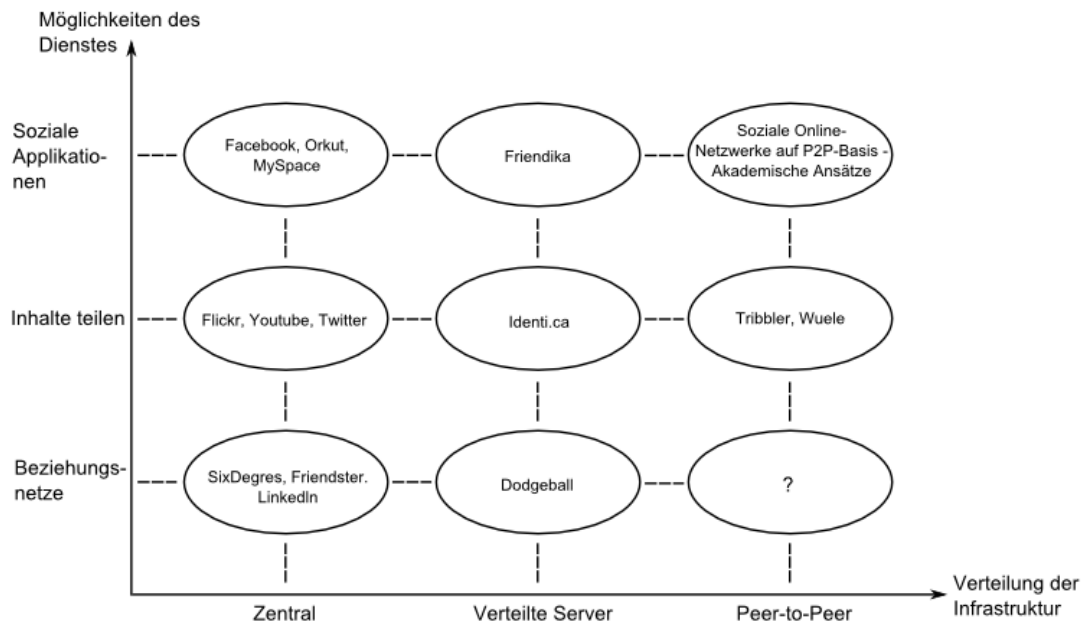 Möglichkeiten des
Dienstes
Soziale
Applikatio-
nen
Facebook, Orkut,
MySpace
Friendika
Soziale Online-
Netzwerke auf P2P-Basis -
Akademische Ansätze
Inhalte teilen
Flickr, Youtube, Twitter
Identi.ca
Tribbler, Wuele
Beziehungs-
netze
SixDegres, Friendster.
LinkedIn
Dodgeball
?
Zentral
Verteilte Server
Peer-to-Peer
Verteilung der
Infrastruktur